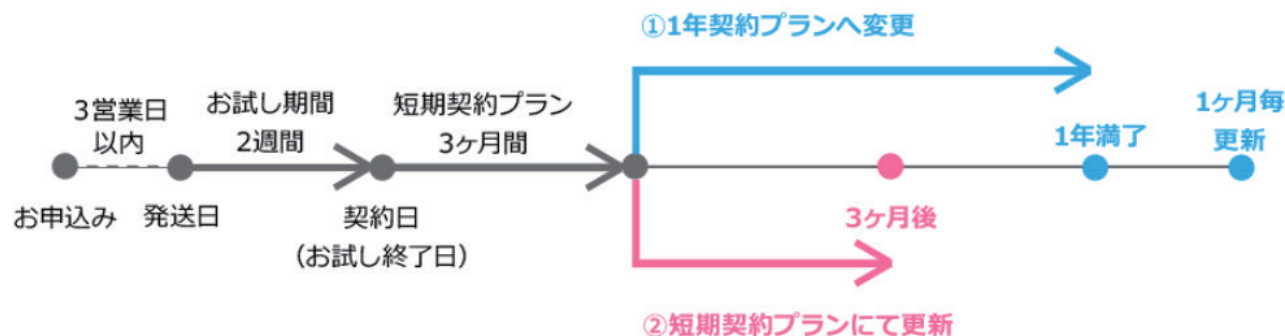 ①1年契約プランへ変更
3営業日
以内
お試し期間
2週間
短期契約プラン
3ヶ月間
1年満了
1ヶ月毎
更新
お申込み
発送日
契約日
（お試し終了日）
3ヶ月後
②短期契約プランにて更新